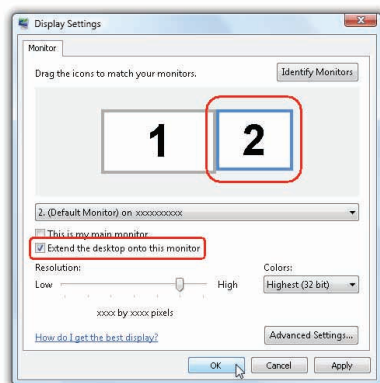 Display Settings
Monitor
Drag the icons to match your monitors.
Identify Monitors
1
2
2. (Default Monitor) on xxxxxxxxxx
This is my main monitor
Extend the desktop onto this monitor
Resolution:
Colors:
Low
High
Highest (32 bit)
xxxx by xxxx pixels
How do I get the best display?
Advanced Settings...
OK
Cancel
Apply